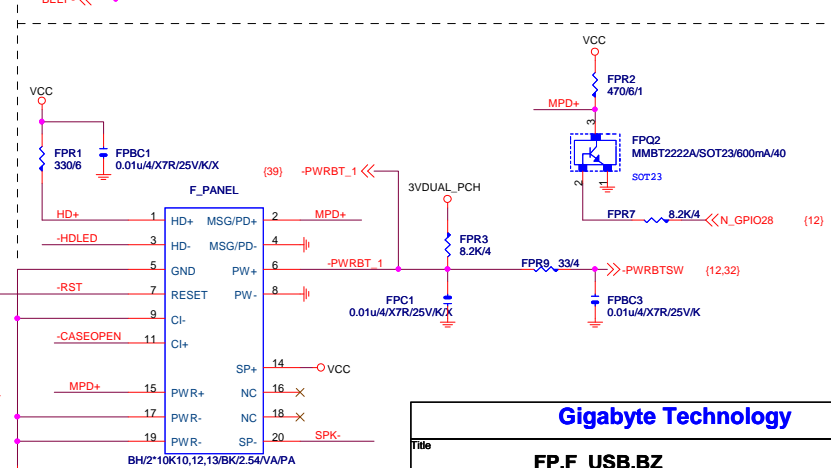 VCC
FPR1
330/6
FPBC1
0.01u/4/X7R/25V/K/X
{39} -PWRBT_1
VCC
FPR2
470/6/1
MPD+
3
FPQ2
MMBT2222A/SOT23/600mA/40
SOT23
2 1
FPR7 8.2K/4 N_GPIO28 {12}
3VDUAL_PCH
FPR3
8.2K/4
F_PANEL
HD+ 1 HD+ MSG/PD+ 2 MPD+
-HDLED 3 HD- MSG/PD- 4
5 GND PW+ 6 -PWRBT_1 FPR9 33/4 -PWRBTSW {12,32}
-RST 7 RESET PW- 8
FPC1
0.01u/4/X7R/25V/K/X
FPBC3
0.01u/4/X7R/25V/K
9 CI-
-CASEOPEN 11 CI+
SP+ 14 VCC
MPD+ 15 PWR+ NC 16
17 PWR- NC 18
19 PWR- SP- 20 SPK-
BH/2*10K10,12,13/BK/2.54/VA/PA
Gigabyte Technology
Title
FP,F_USB,BZ